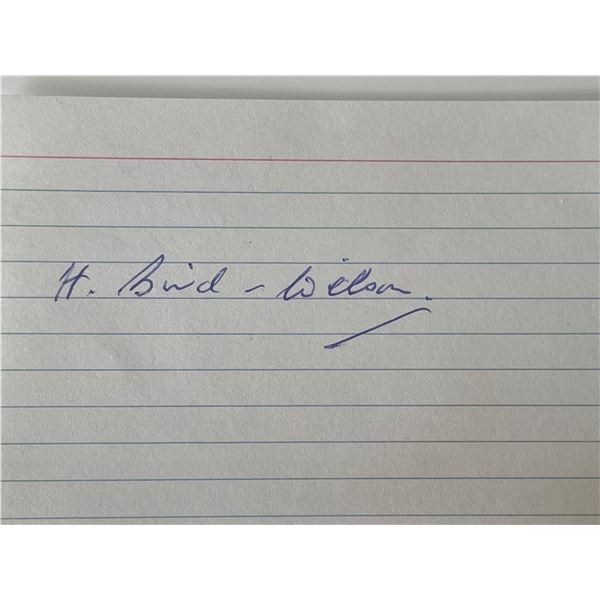 H. Bird - Wilson.